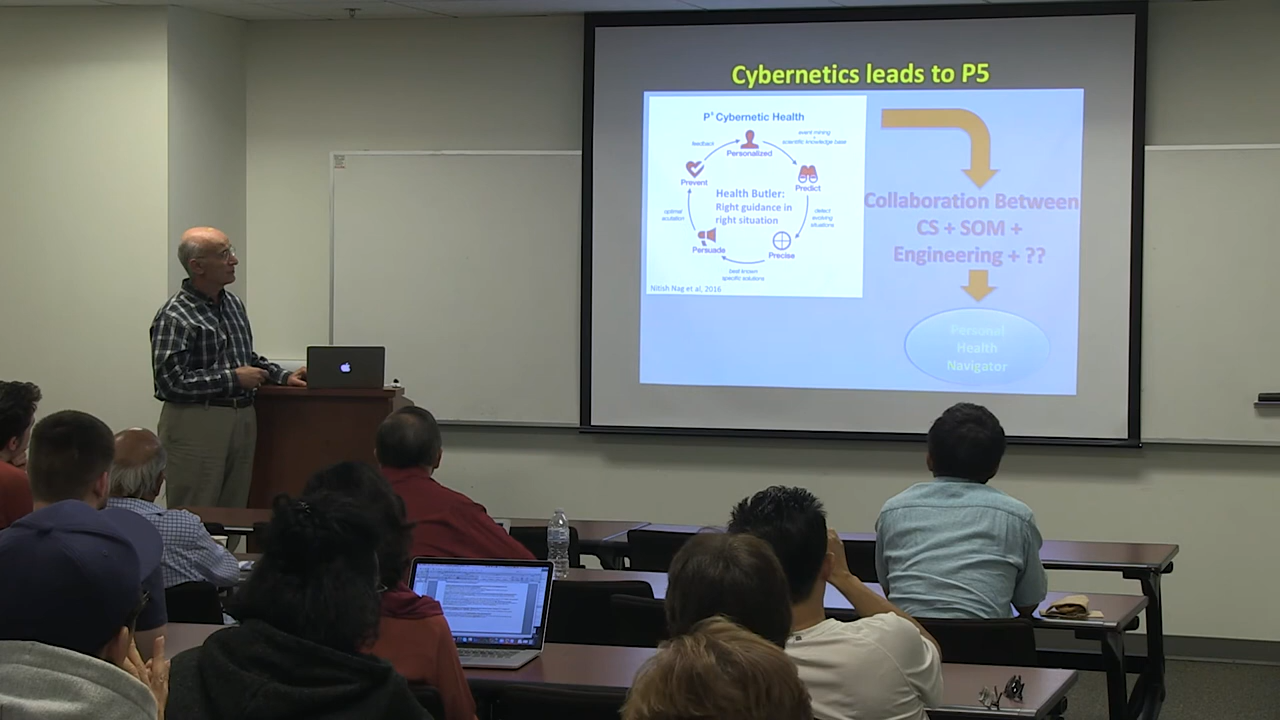 Cybernetics leads to P5
P⁵ Cybernetic Health
feedback
Personalized
event mining
+
scientific knowledge base
Prevent
Predict
Health Butler:
Right guidance in
right situation
optimal
acutation
detect
evolving
situations
Persuade
Precise
best known
specific solutions
Nitish Nag et al, 2016
Collaboration Between
CS + SOM +
Engineering + ??
Personal
Health
Navigator